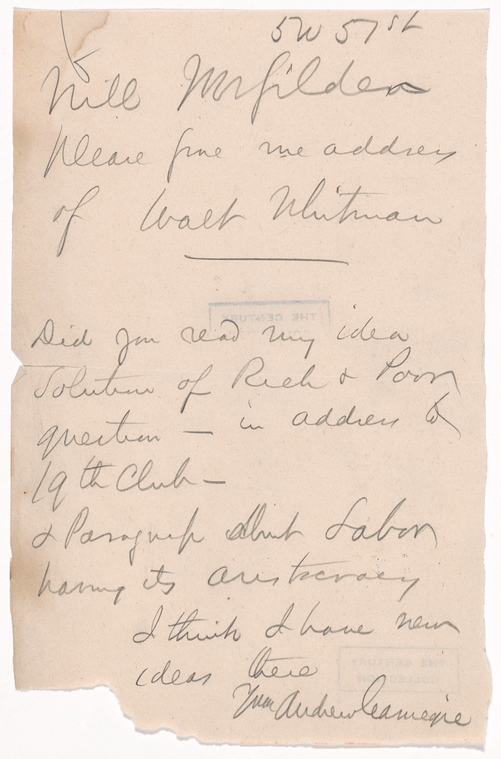 5 W 51st
Will Mr Gilder
please give me address
of Walt Whitman
Did you read my idea
Solution of Rich & Poor
question — in address to
19th Club —
& Paragraph about Labor
having its aristocracy
I think I have new
ideas there
Yours Andrew Carnegie
THE CENTURY
THE CENTURY
COLLECTION